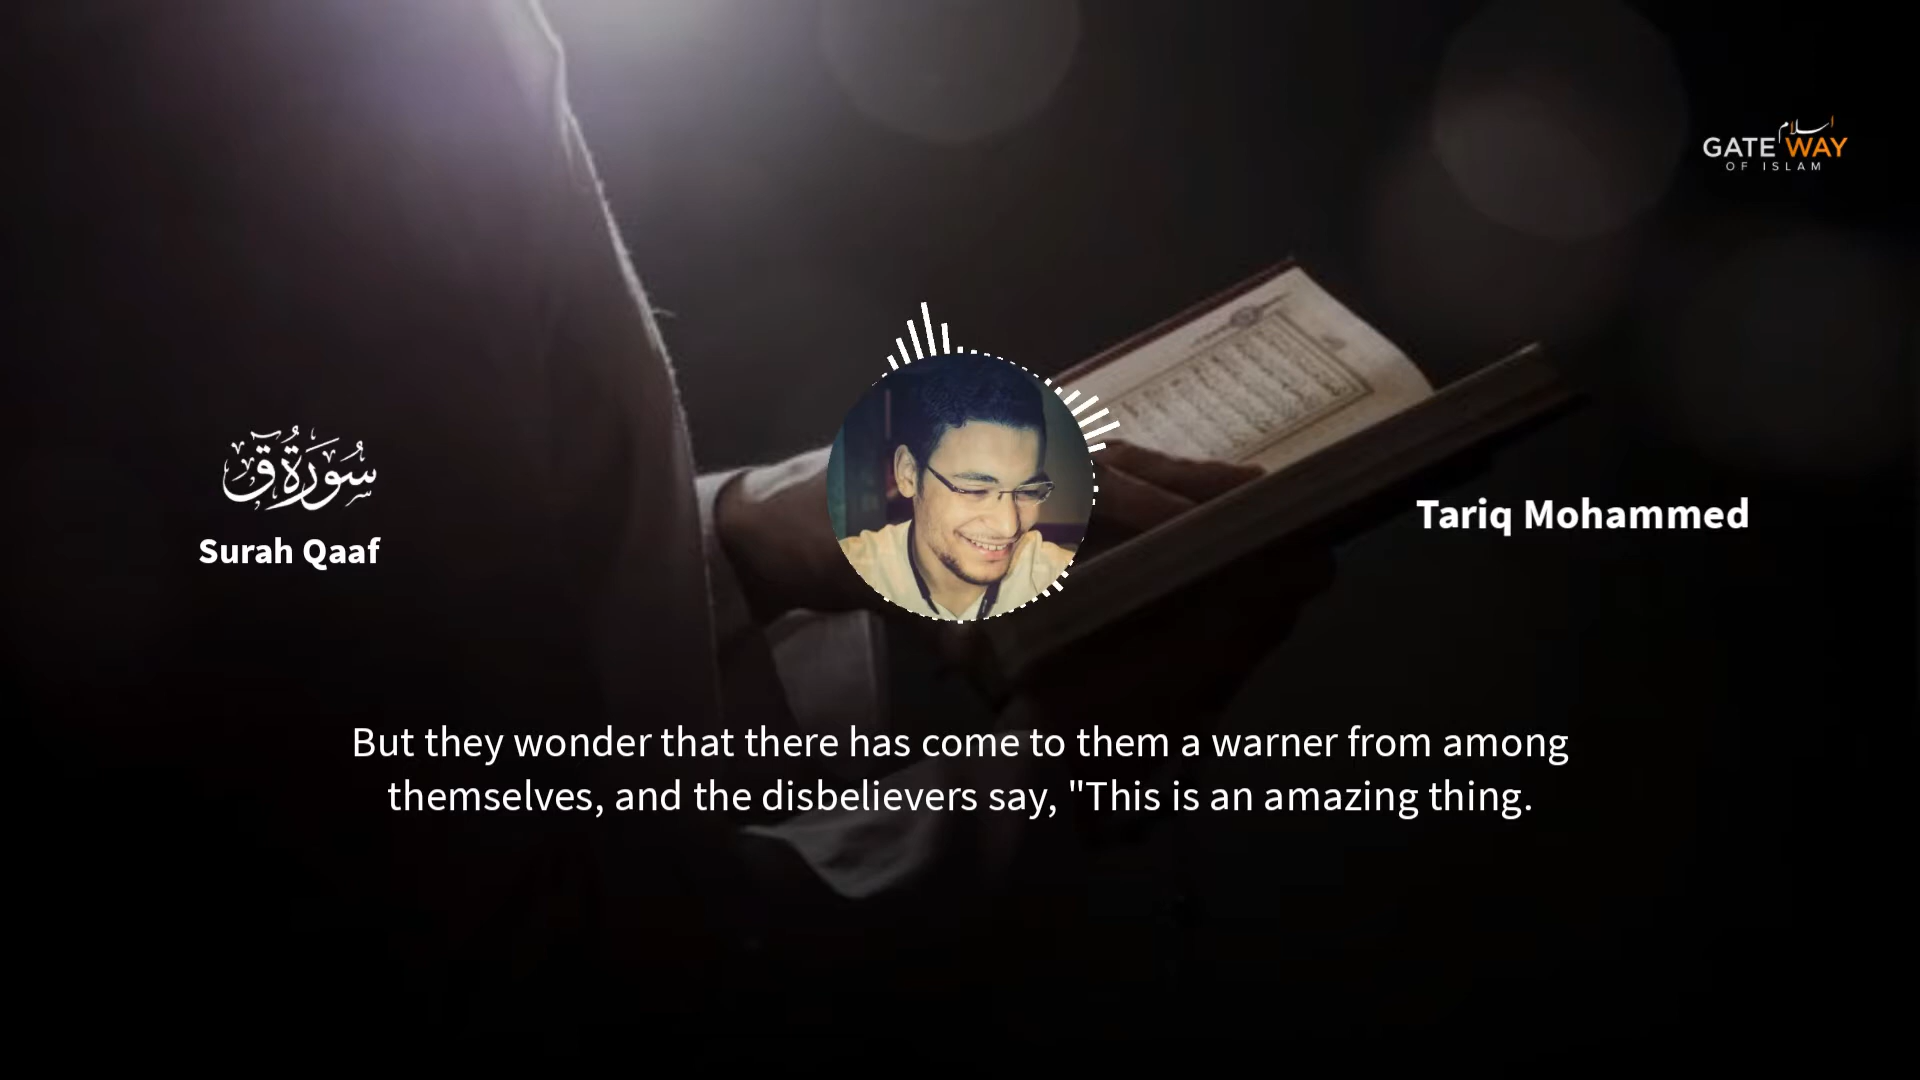 اسلام
GATE WAY
OF ISLAM
سُورَةُ قٓ
Surah Qaaf
Tariq Mohammed
But they wonder that there has come to them a warner from among
themselves, and the disbelievers say, "This is an amazing thing.